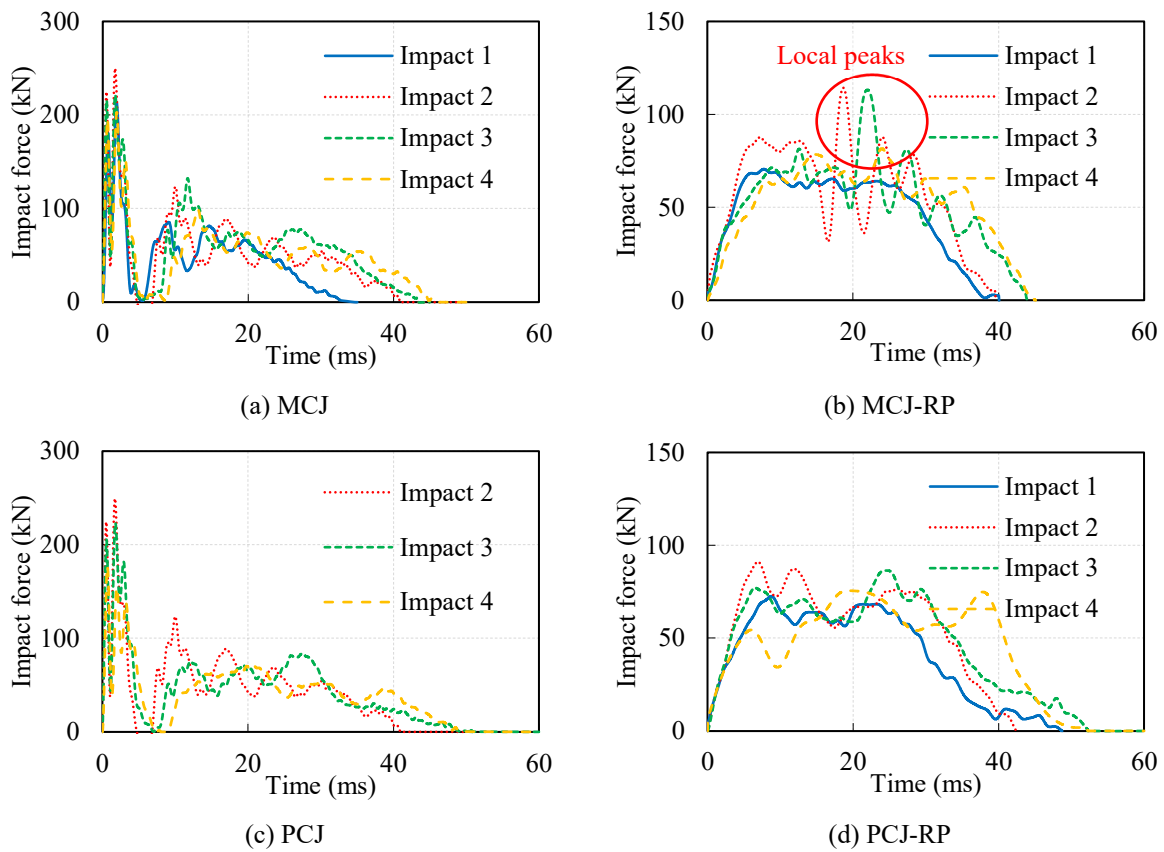 300
200
100
0
Impact force (kN)
Impact 1
Impact 2
Impact 3
Impact 4
0 20 40 60
Time (ms)
(a) MCJ
150
100
50
0
Impact force (kN)
Local peaks
Impact 1
Impact 2
Impact 3
Impact 4
0 20 40 60
Time (ms)
(b) MCJ-RP
300
200
100
0
Impact force (kN)
Impact 2
Impact 3
Impact 4
0 20 40 60
Time (ms)
(c) PCJ
150
100
50
0
Impact force (kN)
Impact 1
Impact 2
Impact 3
Impact 4
0 20 40 60
Time (ms)
(d) PCJ-RP